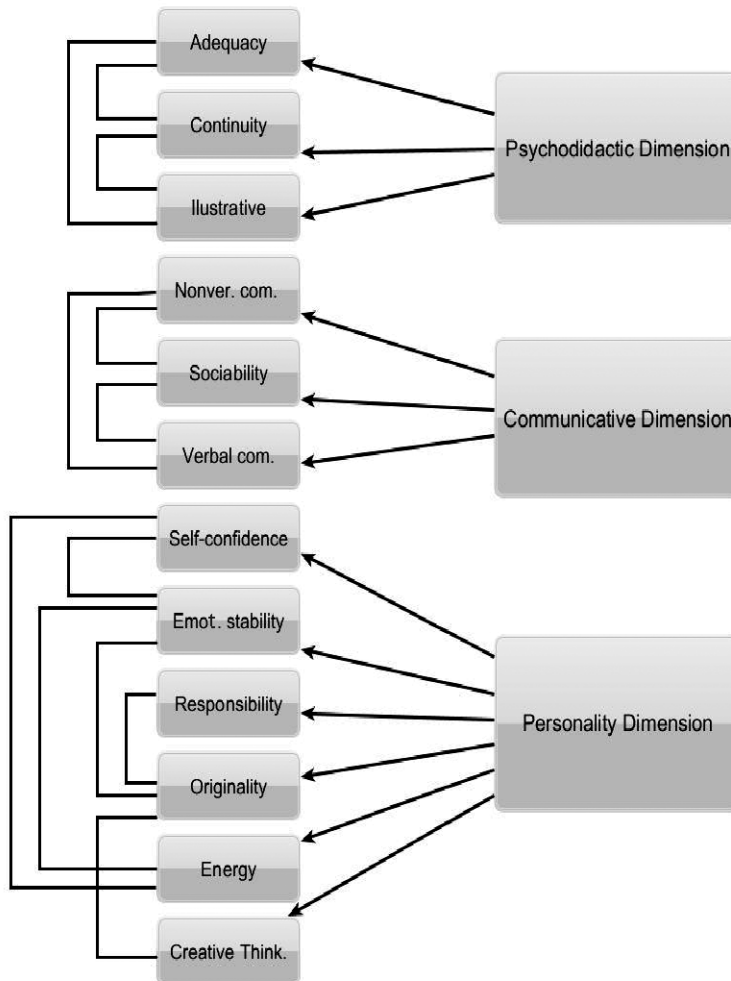 Adequacy
Continuity
Ilustrative
Psychodidactic Dimension
Nonver. com.
Sociability
Verbal com.
Communicative Dimension
Self-confidence
Emot. stability
Responsibility
Originality
Energy
Creative Think.
Personality Dimension